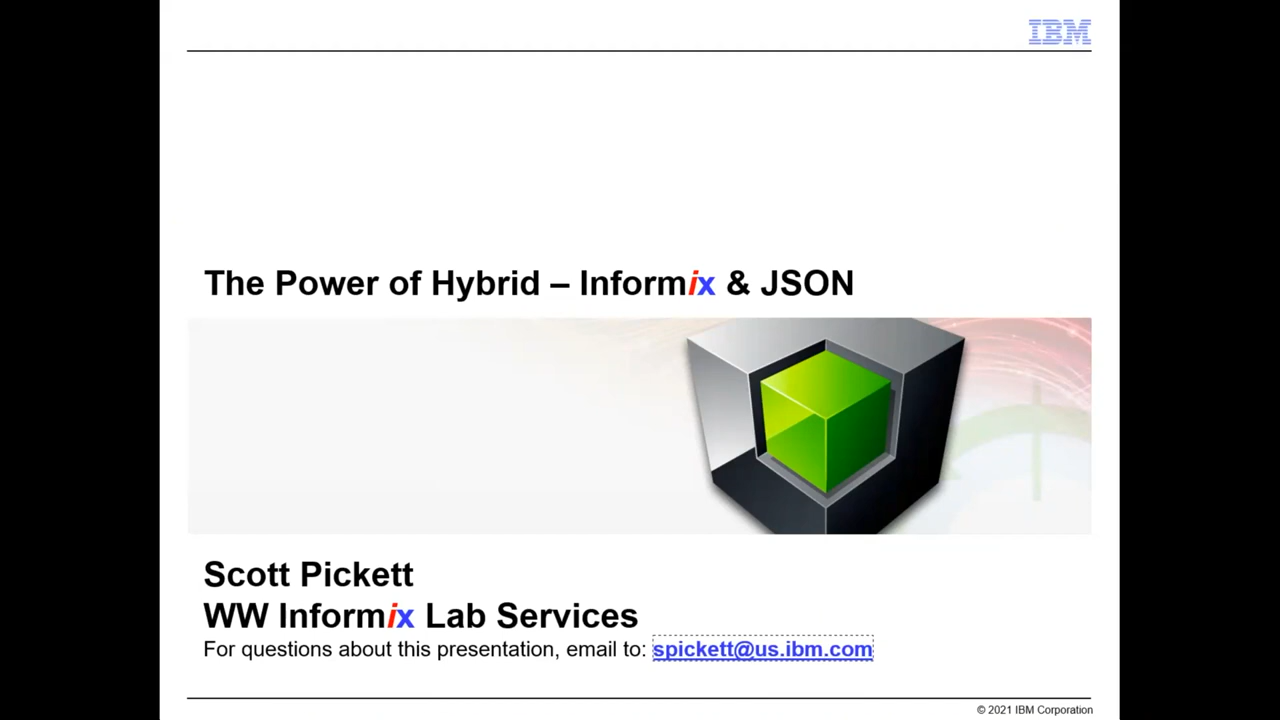 IBM
The Power of Hybrid – Informix & JSON
Scott Pickett
WW Informix Lab Services
For questions about this presentation, email to: spickett@us.ibm.com
© 2021 IBM Corporation